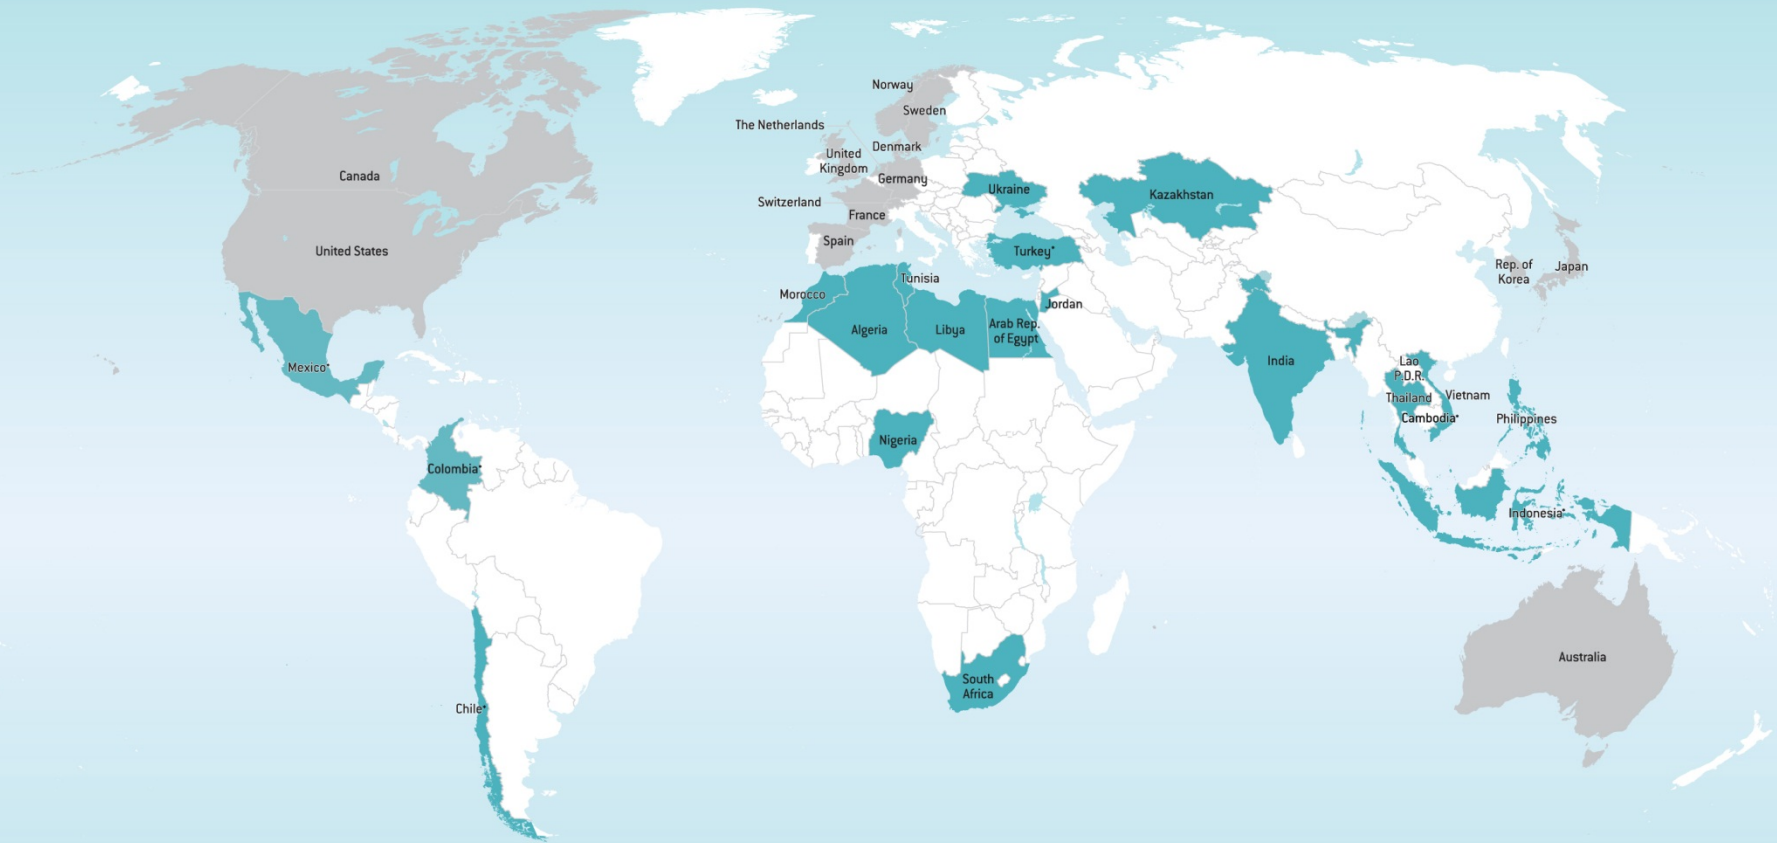 Norway
Sweden
The Netherlands
Denmark
United
Kingdom
Germany
Canada
Ukraine
Kazakhstan
Switzerland
France
Spain
United States
Turkey*
Rep. of
Korea
Japan
Tunisia
Morocco
Jordan
Algeria
Libya
Arab Rep.
of Egypt
India
Lao
P.D.R.
Mexico*
Thailand
Vietnam
Cambodia*
Philippines
Nigeria
Colombia*
Indonesia*
Australia
South
Africa
Chile*